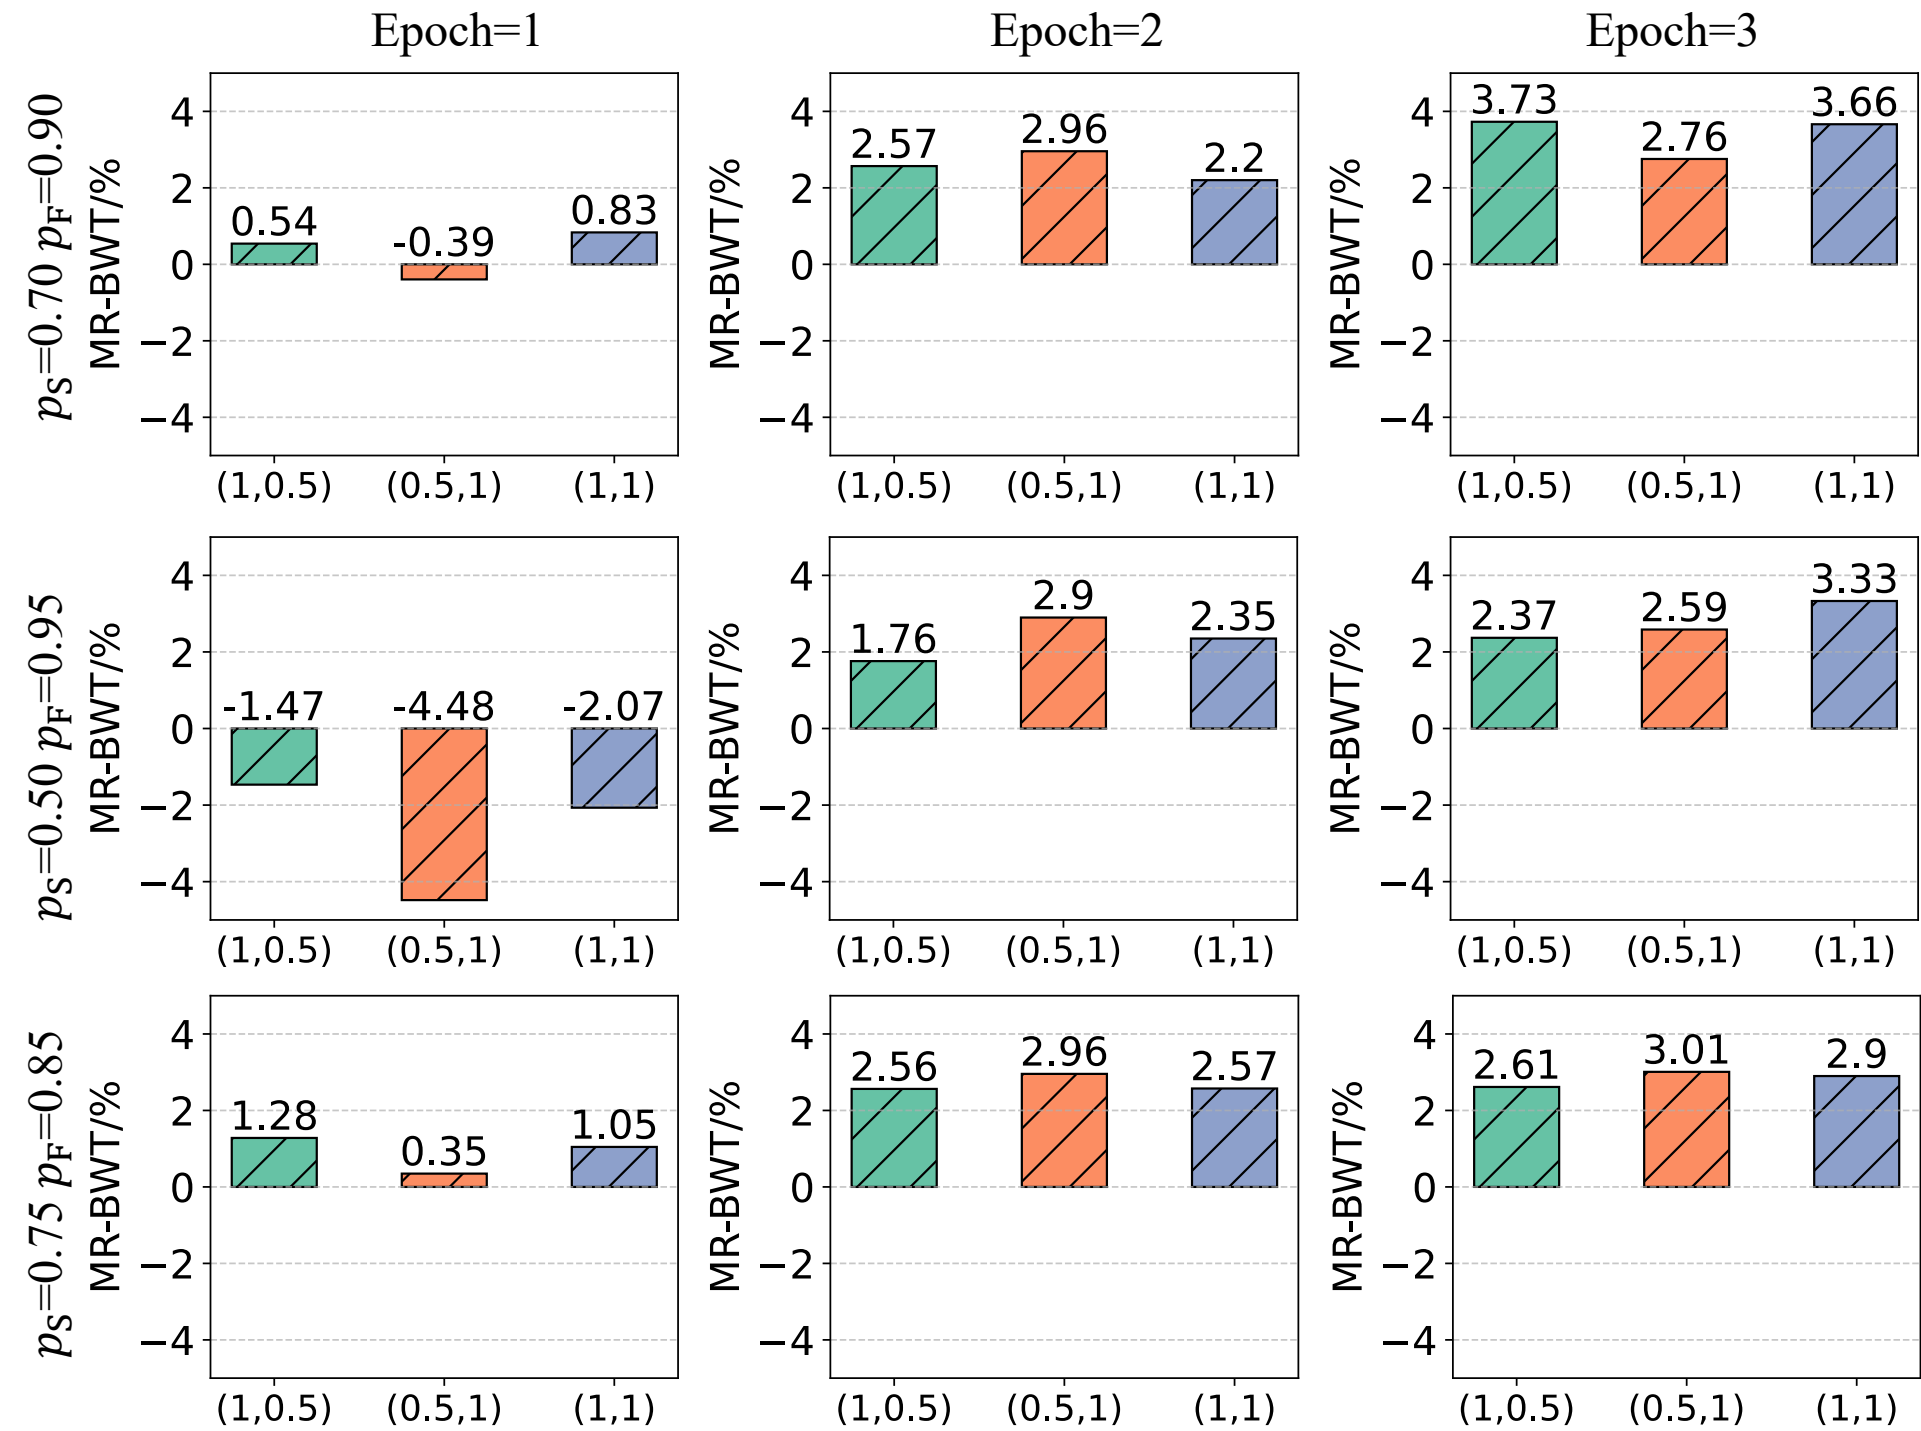 Epoch=1 Epoch=2 Epoch=3
pS=0.70 pF=0.90
MR-BWT/%
4
2
0
−2
−4
0.54 -0.39 0.83
(1,0.5) (0.5,1) (1,1)
MR-BWT/%
4
2
0
−2
−4
2.57 2.96 2.2
(1,0.5) (0.5,1) (1,1)
MR-BWT/%
4
2
0
−2
−4
3.73 2.76 3.66
(1,0.5) (0.5,1) (1,1)
pS=0.50 pF=0.95
MR-BWT/%
4
2
0
−2
−4
-1.47 -4.48 -2.07
(1,0.5) (0.5,1) (1,1)
MR-BWT/%
4
2
0
−2
−4
1.76 2.9 2.35
(1,0.5) (0.5,1) (1,1)
MR-BWT/%
4
2
0
−2
−4
2.37 2.59 3.33
(1,0.5) (0.5,1) (1,1)
pS=0.75 pF=0.85
MR-BWT/%
4
2
0
−2
−4
1.28 0.35 1.05
(1,0.5) (0.5,1) (1,1)
MR-BWT/%
4
2
0
−2
−4
2.56 2.96 2.57
(1,0.5) (0.5,1) (1,1)
MR-BWT/%
4
2
0
−2
−4
2.61 3.01 2.9
(1,0.5) (0.5,1) (1,1)